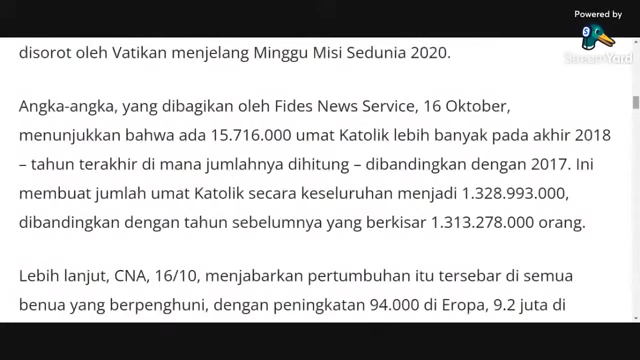 Powered by
StreamYard
disorot oleh Vatikan menjelang Minggu Misi Sedunia 2020.
Angka-angka, yang dibagikan oleh Fides News Service, 16 Oktober,
menunjukkan bahwa ada 15.716.000 umat Katolik lebih banyak pada akhir 2018
– tahun terakhir di mana jumlahnya dihitung – dibandingkan dengan 2017. Ini
membuat jumlah umat Katolik secara keseluruhan menjadi 1.328.993.000,
dibandingkan dengan tahun sebelumnya yang berkisar 1.313.278.000 orang.
Lebih lanjut, CNA, 16/10, menjabarkan pertumbuhan itu tersebar di semua
benua yang berpenghuni, dengan peningkatan 94.000 di Eropa, 9.2 juta di